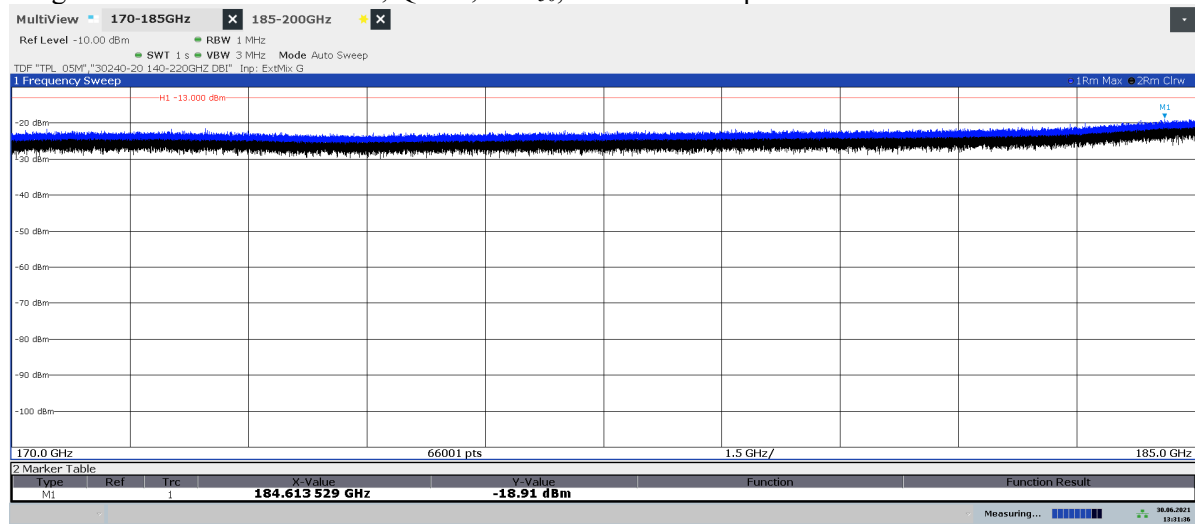 MultiView 170-185GHz X 185-200GHz X
Ref Level -10.00 dBm RBW 1 MHz
SWT 1 s VBW 3 MHz Mode Auto Sweep
TDF "TPL_05M","30240-20 140-220GHZ DBI" Inp: ExtMix G
1 Frequency Sweep 1Rm Max 2Rm Clrw
H1 -13.000 dBm
M1
-20 dBm
-30 dBm
-40 dBm
-50 dBm
-60 dBm
-70 dBm
-80 dBm
-90 dBm
-100 dBm
170.0 GHz 66001 pts 1.5 GHz/ 185.0 GHz
2 Marker Table
Type Ref Trc X-Value Y-Value Function Function Result
M1 1 184.613 529 GHz -18.91 dBm
Measuring... 30.06.2021
13:31:36